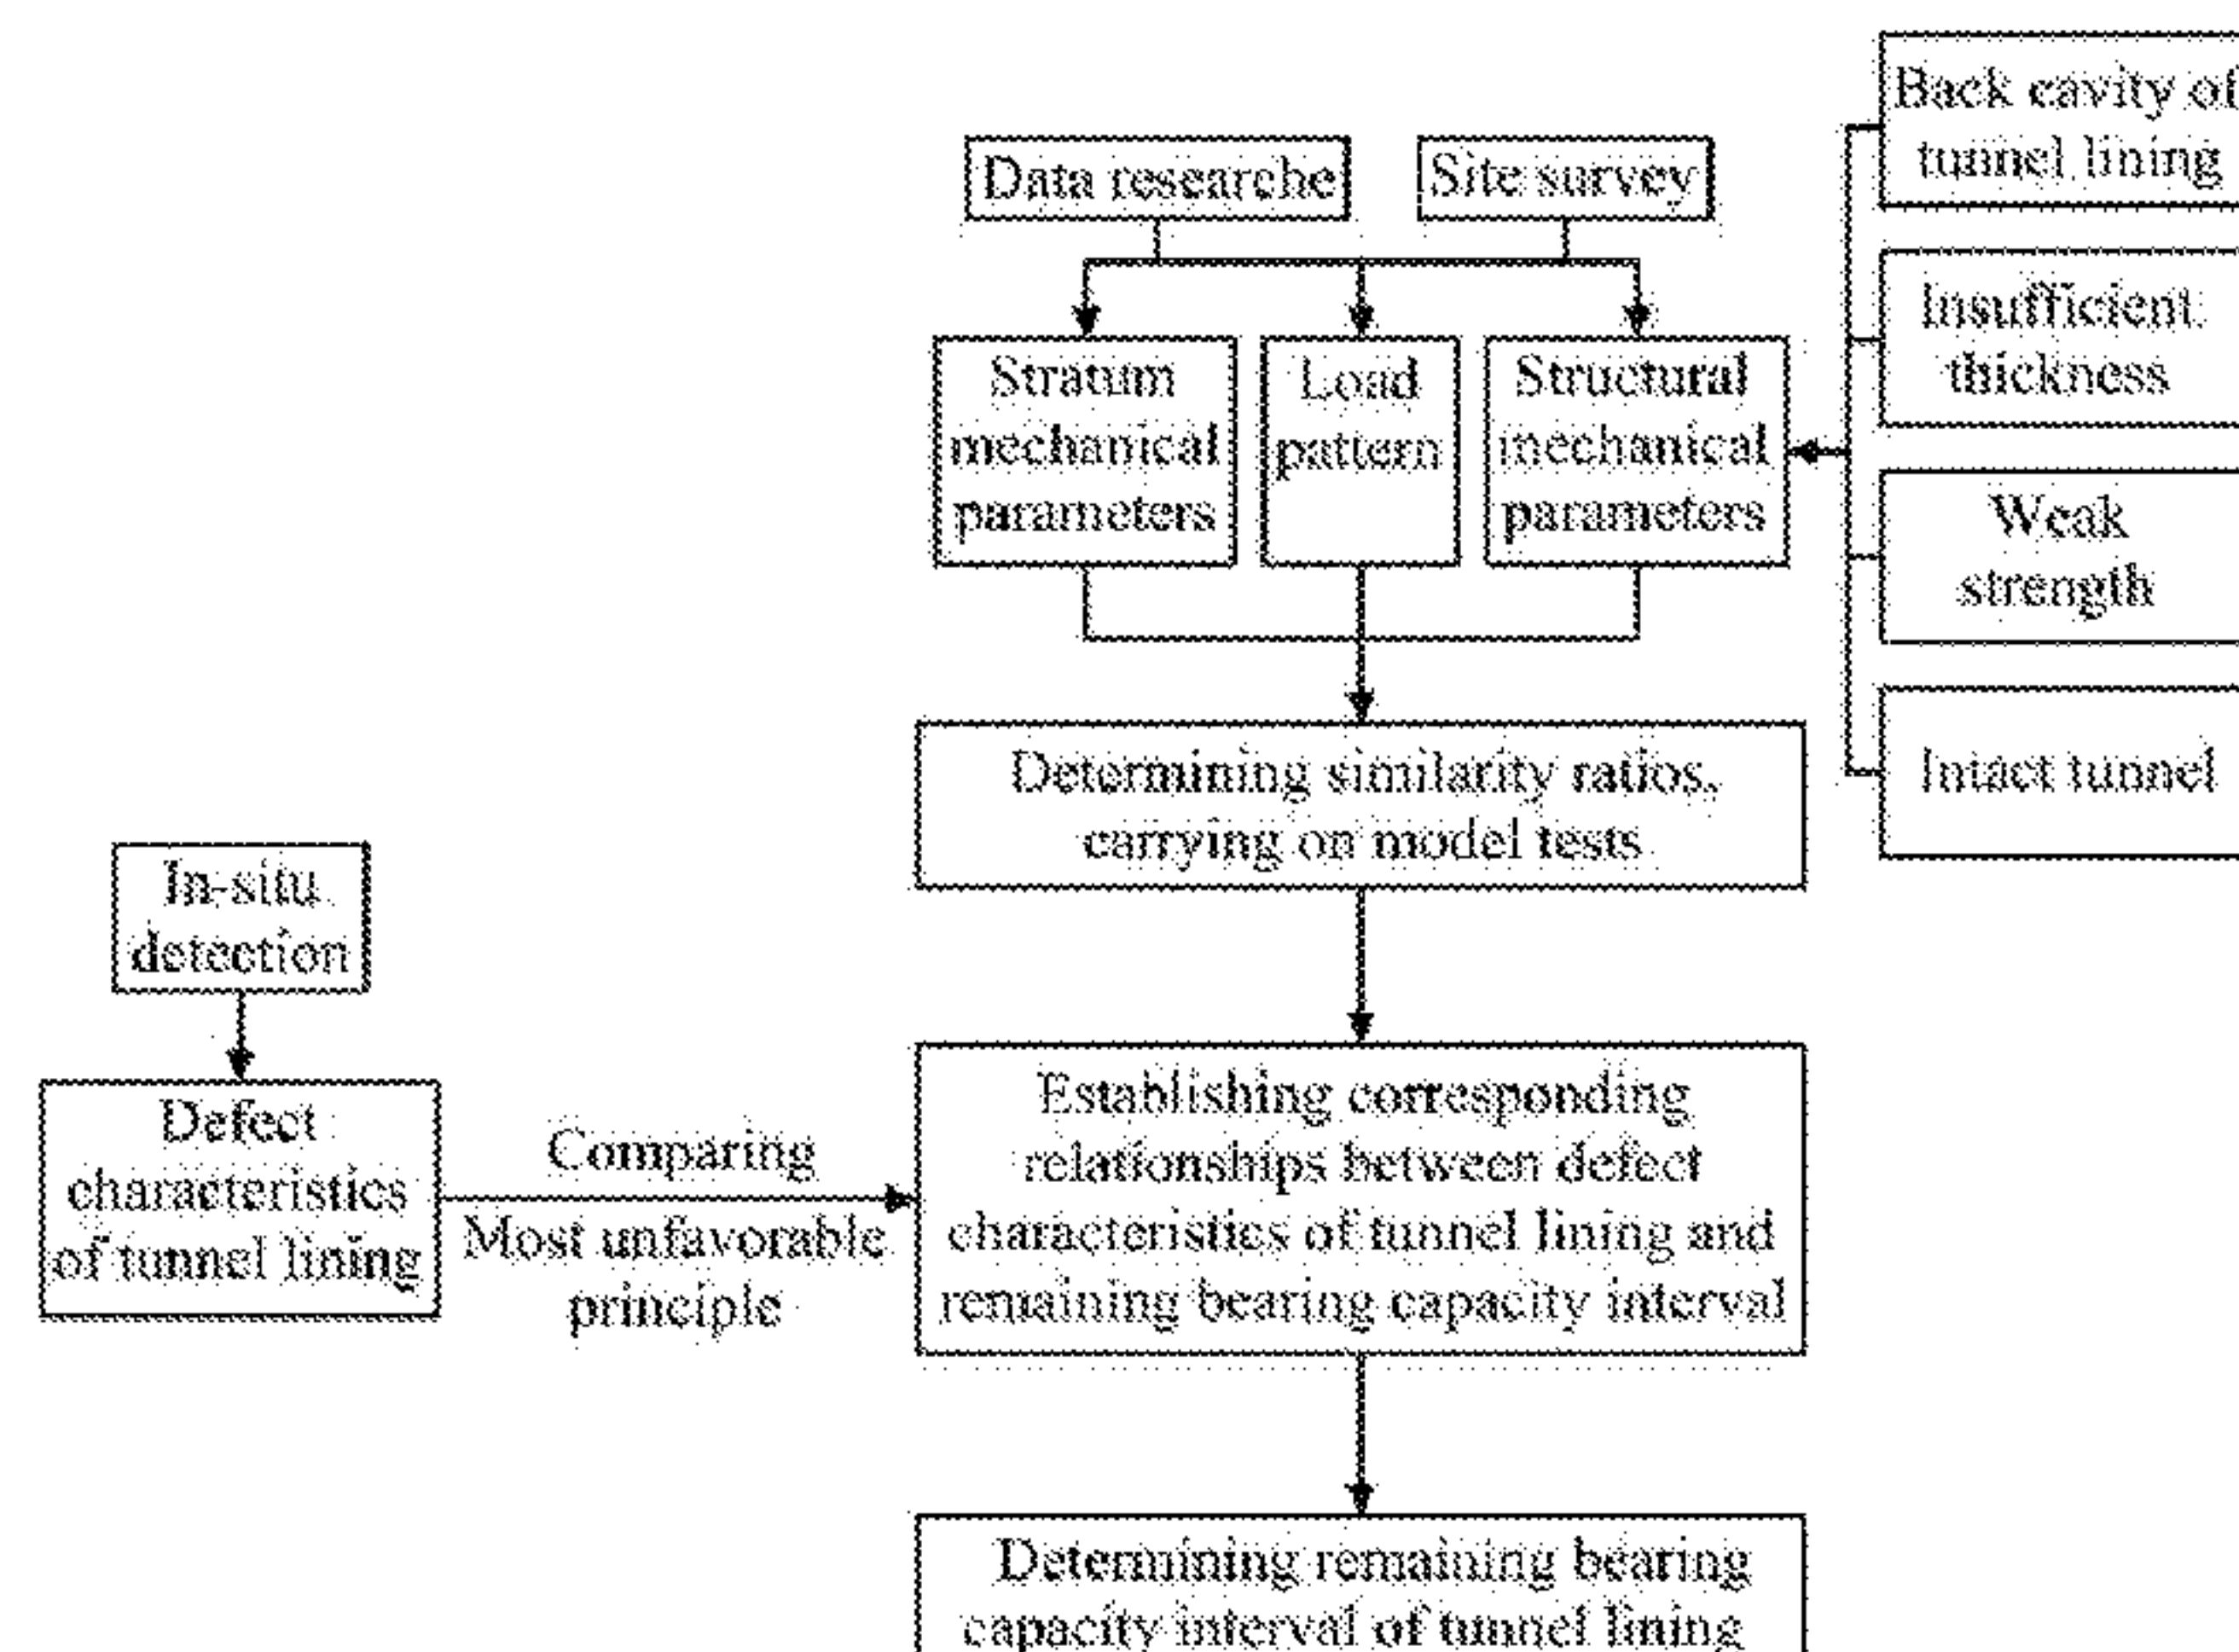 Back cavity of
tunnel lining
Data researche
Site survey
Insufficient
thickness
Stratum
mechanical
parameters
Load
pattern
Structural
mechanical
parameters
Weak
strength
Intact tunnel
Determining similarity ratios,
carrying on model tests
In-situ
detection
Defect
characteristics
of tunnel lining
Comparing
Most unfavorable
principle
Establishing corresponding
relationships between defect
characteristics of tunnel lining and
remaining bearing capacity interval
Determining remaining bearing
capacity interval of tunnel lining